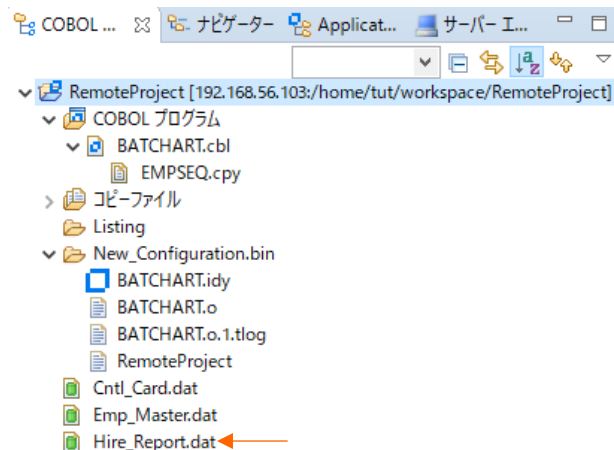 COBOL ... ナビゲーター Applicat... サーバー エ...
RemoteProject [192.168.56.103:/home/tut/workspace/RemoteProject]
COBOL プログラム
BATCHART.cbl
EMPSEQ.cpy
コピーファイル
Listing
New_Configuration.bin
BATCHART.idy
BATCHART.o
BATCHART.o.1.tlog
RemoteProject
Cntl_Card.dat
Emp_Master.dat
Hire_Report.dat